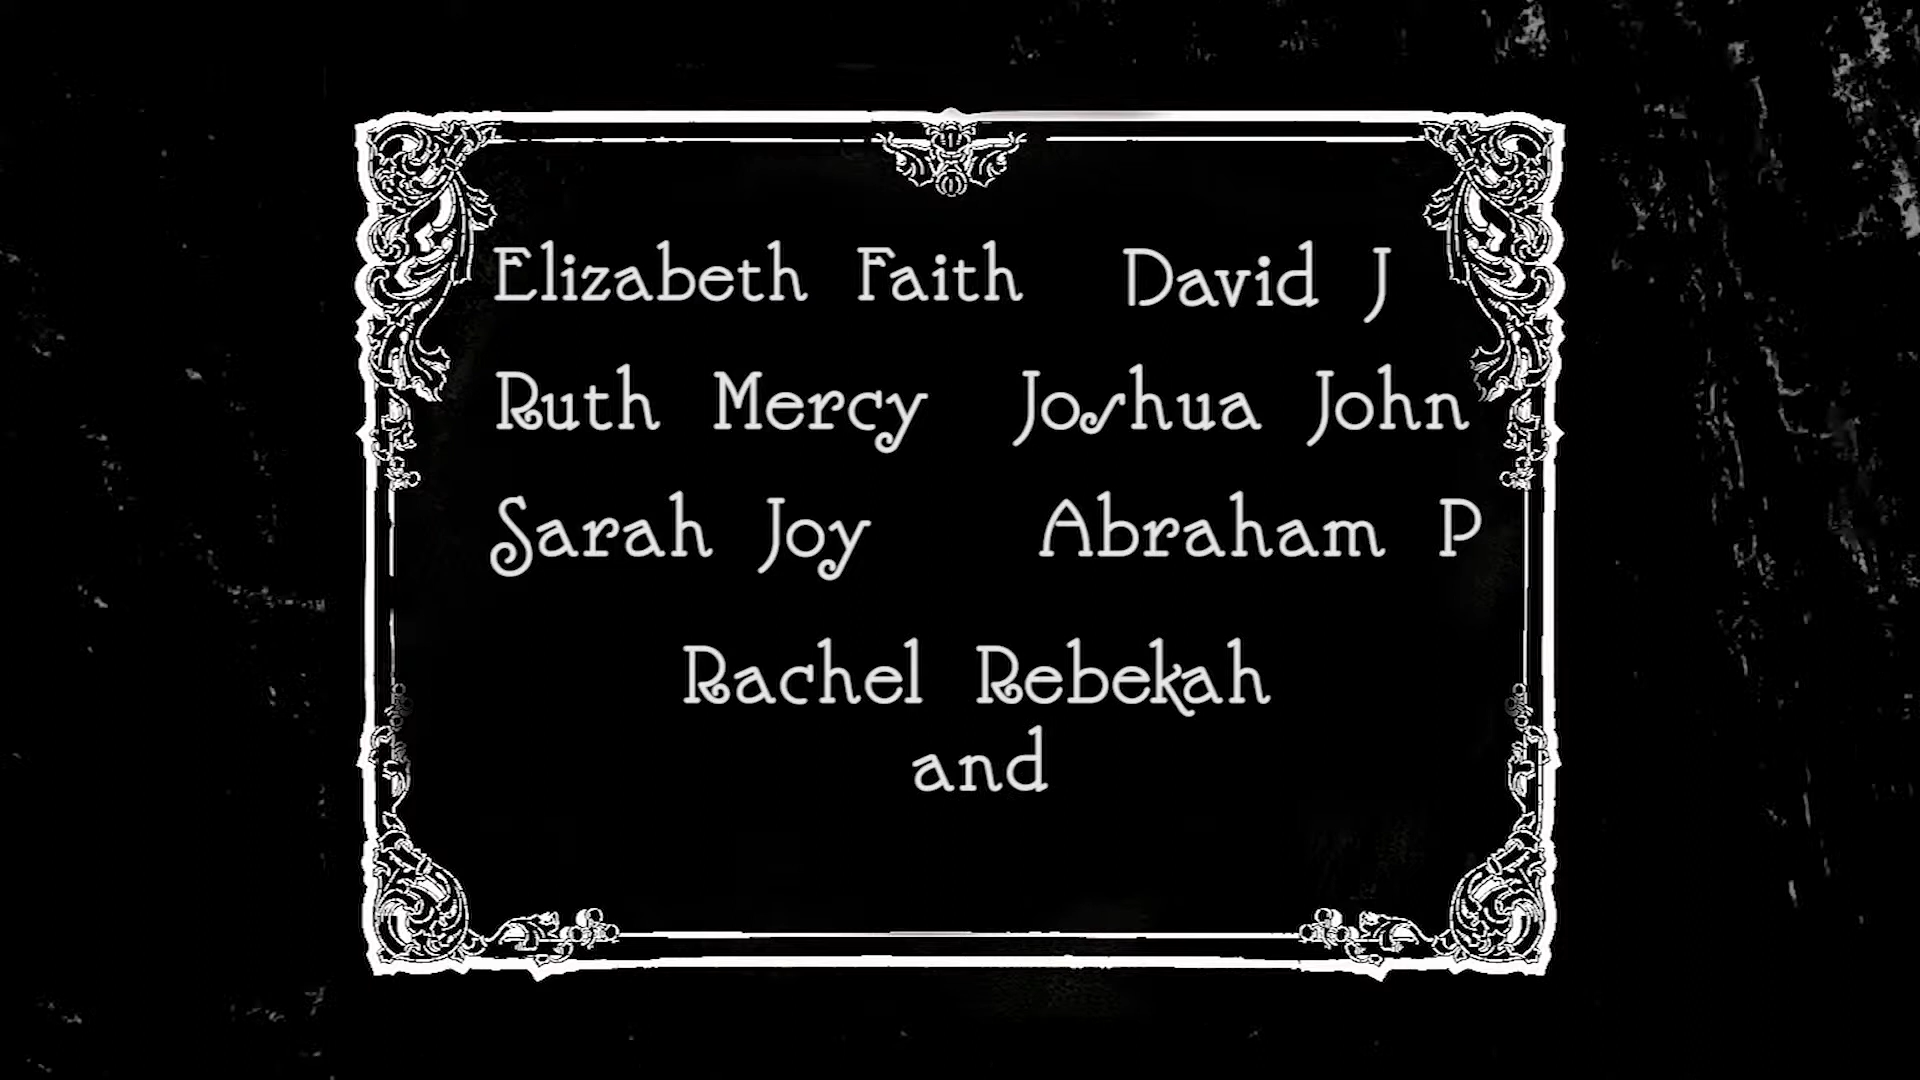 Elizabeth Faith David J
Ruth Mercy Joshua John
Sarah Joy Abraham P
Rachel Rebekah
and